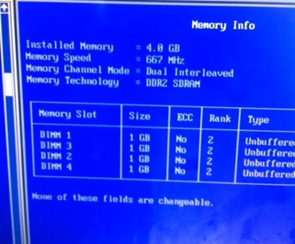 Memory Info
Installed Memory = 4.0 GB
Memory Speed = 667 MHz
Memory Channel Mode = Dual Interleaved
Memory Technology = DDR2 SDRAM
Memory Slot Size ECC Rank Type
DIMM 1 1 GB No 2 Unbuffered
DIMM 3 1 GB No 2 Unbuffered
DIMM 2 1 GB No 2 Unbuffered
DIMM 4 1 GB No 2 Unbuffered
None of these fields are changeable.